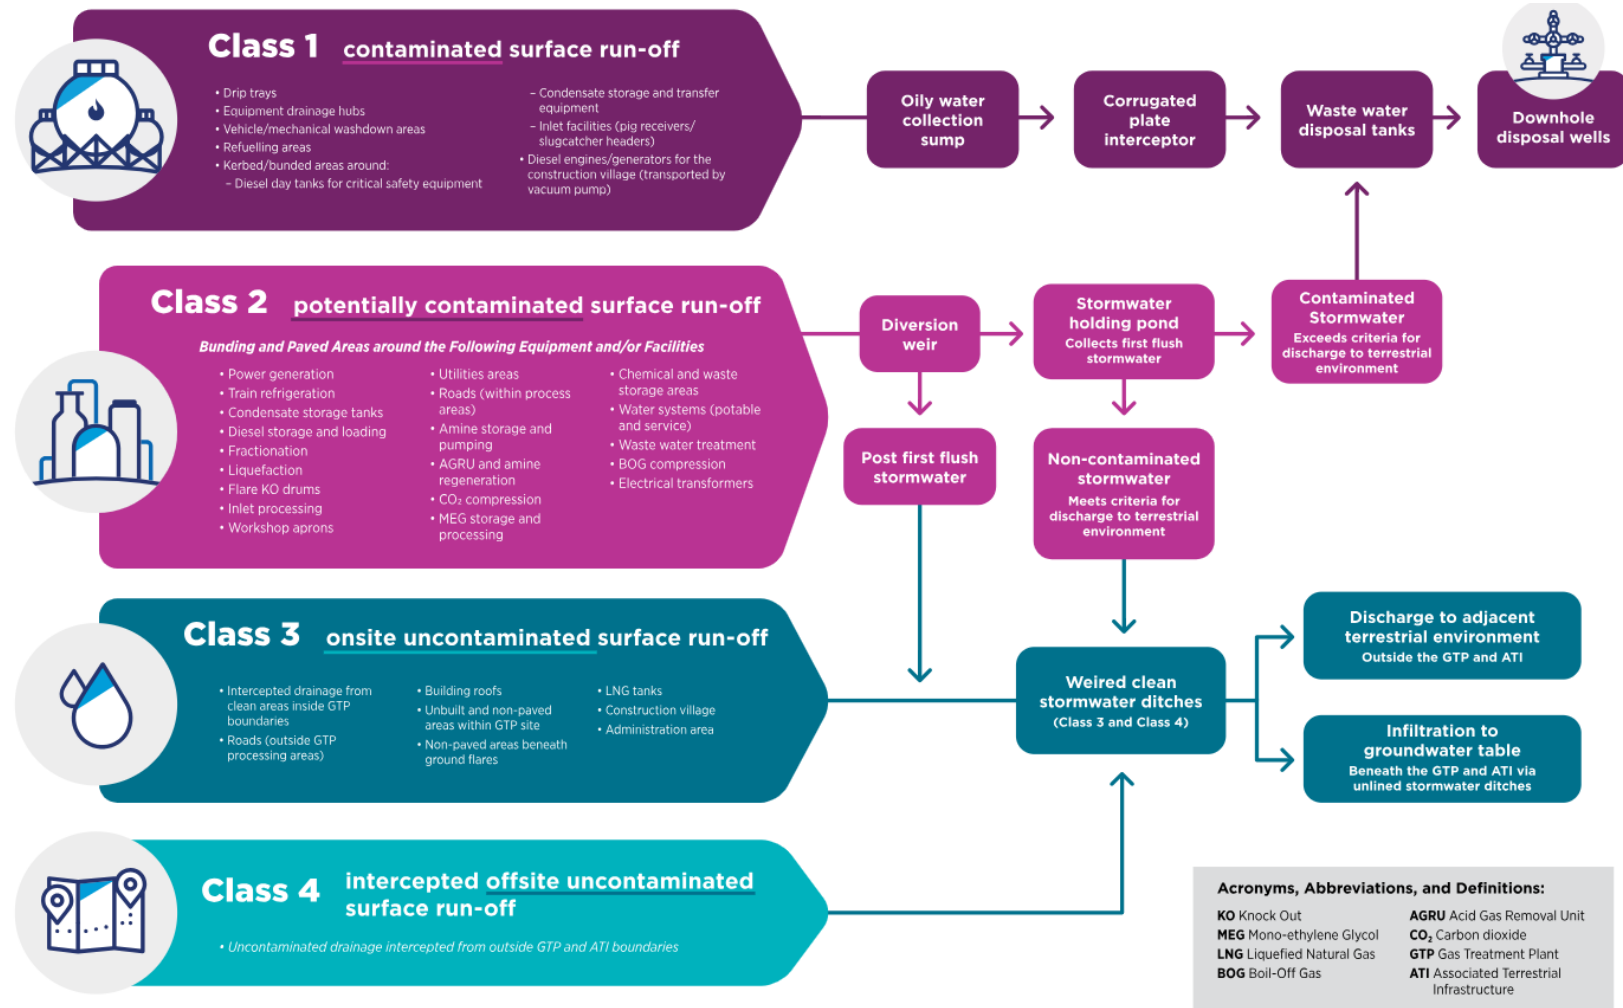 Class 1 contaminated surface run-off
• Drip trays
• Equipment drainage hubs
• Vehicle/mechanical washdown areas
• Refuelling areas
• Kerbed/bunded areas around:
– Diesel day tanks for critical safety equipment
– Condensate storage and transfer
equipment
– Inlet facilities (pig receivers/
slugcatcher headers)
• Diesel engines/generators for the
construction village (transported by
vacuum pump)
Oily water
collection
sump
Corrugated
plate
interceptor
Waste water
disposal tanks
Downhole
disposal wells
Class 2 potentially contaminated surface run-off
Bunding and Paved Areas around the Following Equipment and/or Facilities
• Power generation
• Train refrigeration
• Condensate storage tanks
• Diesel storage and loading
• Fractionation
• Liquefaction
• Flare KO drums
• Inlet processing
• Workshop aprons
• Utilities areas
• Roads (within process
areas)
• Amine storage and
pumping
• AGRU and amine
regeneration
• CO₂ compression
• MEG storage and
processing
• Chemical and waste
storage areas
• Water systems (potable
and service)
• Waste water treatment
• BOG compression
• Electrical transformers
Diversion
weir
Stormwater
holding pond
Collects first flush
stormwater
Contaminated
Stormwater
Exceeds criteria for
discharge to terrestrial
environment
Post first flush
stormwater
Non-contaminated
stormwater
Meets criteria for
discharge to terrestrial
environment
Class 3 onsite uncontaminated surface run-off
• Intercepted drainage from
clean areas inside GTP
boundaries
• Roads (outside GTP
processing areas)
• Building roofs
• Unbuilt and non-paved
areas within GTP site
• Non-paved areas beneath
ground flares
• LNG tanks
• Construction village
• Administration area
Weired clean
stormwater ditches
(Class 3 and Class 4)
Discharge to adjacent
terrestrial environment
Outside the GTP and ATI
Infiltration to
groundwater table
Beneath the GTP and ATI via
unlined stormwater ditches
Class 4 intercepted offsite uncontaminated
surface run-off
• Uncontaminated drainage intercepted from outside GTP and ATI boundaries
Acronyms, Abbreviations, and Definitions:
KO Knock Out
MEG Mono-ethylene Glycol
LNG Liquefied Natural Gas
BOG Boil-Off Gas
AGRU Acid Gas Removal Unit
CO₂ Carbon dioxide
GTP Gas Treatment Plant
ATI Associated Terrestrial
Infrastructure